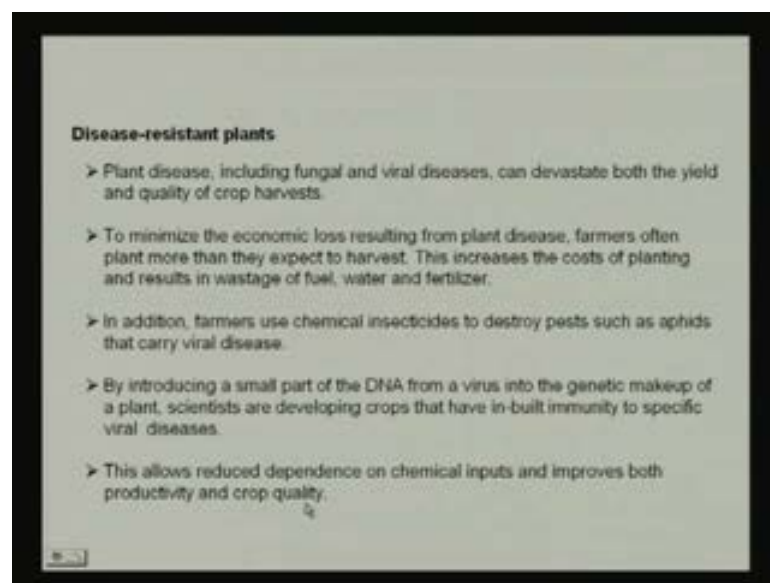 Disease-resistant plants
➢ Plant disease, including fungal and viral diseases, can devastate both the yield
and quality of crop harvests.
➢ To minimize the economic loss resulting from plant disease, farmers often
plant more than they expect to harvest. This increases the costs of planting
and results in wastage of fuel, water and fertilizer.
➢ In addition, farmers use chemical insecticides to destroy pests such as aphids
that carry viral disease.
➢ By introducing a small part of the DNA from a virus into the genetic makeup of
a plant, scientists are developing crops that have in-built immunity to specific
viral diseases.
➢ This allows reduced dependence on chemical inputs and improves both
productivity and crop quality.